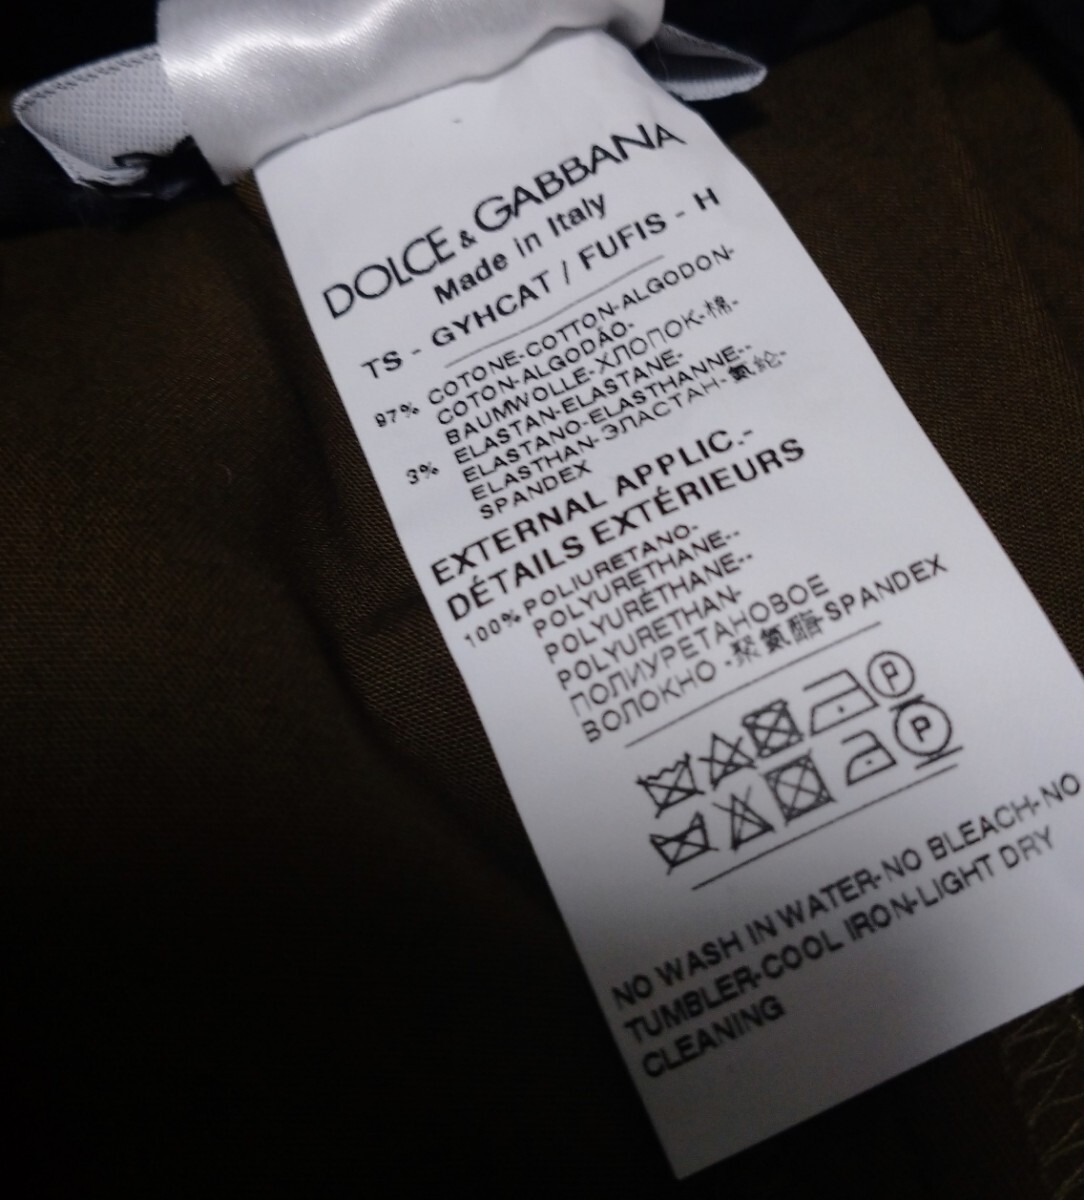 DOLCE & GABBANA
Made in Italy
TS - GYHCAT / FUFIS - H
97% COTONE-COTTON-ALGODON-
COTON-ALGODÃO-
BAUMWOLLE-ХЛОПОК-棉-
3% ELASTAN-ELASTANE-
ELASTANO-ELASTHANNE--
ELASTHAN-ЭЛАСТАН-氨纶-
SPANDEX
EXTERNAL APPLIC.-
DÉTAILS EXTÉRIEURS
100% POLIURETANO-
POLYURETHANE--
POLYURÉTHANE--
POLYURETHAN-
ПОЛИУРЕТАНОВОЕ
ВОЛОКНО -聚氨酯-SPANDEX
P
P
NO WASH IN WATER-NO BLEACH-NO
TUMBLER-COOL IRON-LIGHT DRY
CLEANING